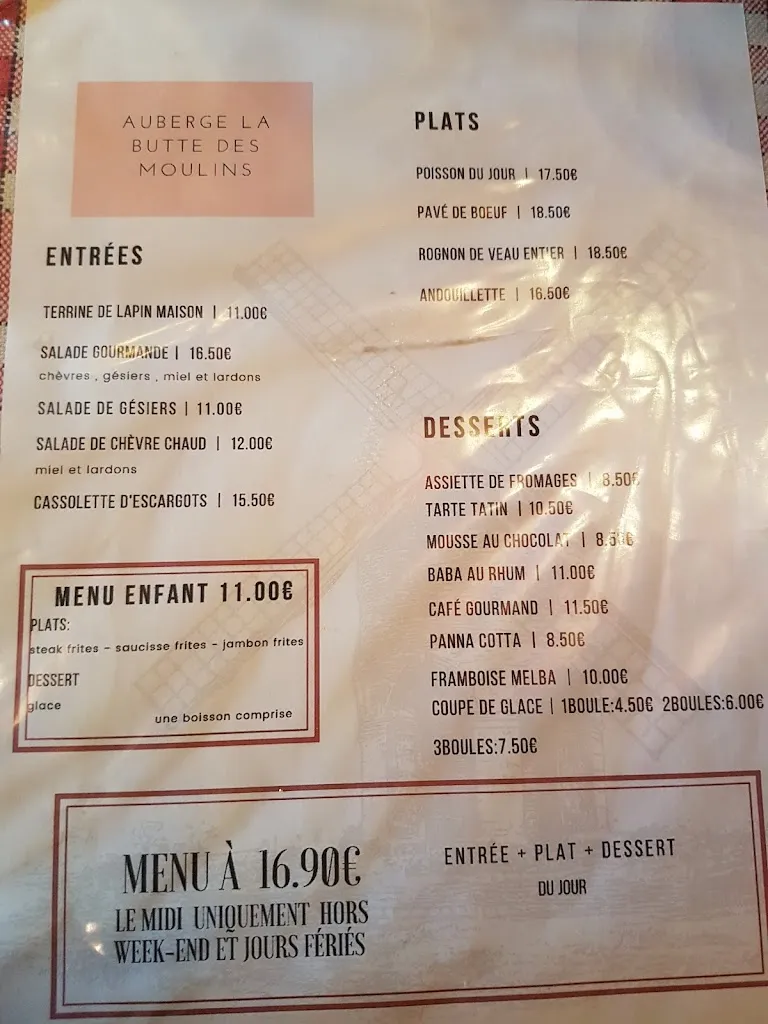 AUBERGE LA
BUTTE DES
MOULINS
ENTRÉES
TERRINE DE LAPIN MAISON | 11.00€
SALADE GOURMANDE | 16.50€
chèvres , gésiers , miel et lardons
SALADE DE GÉSIERS | 11.00€
SALADE DE CHÈVRE CHAUD | 12.00€
miel et lardons
CASSOLETTE D'ESCARGOTS | 15.50€
MENU ENFANT 11.00€
PLATS:
steak frites - saucisse frites - jambon frites
DESSERT
glace
une boisson comprise
PLATS
POISSON DU JOUR | 17.50€
PAVÉ DE BOEUF | 18.50€
ROGNON DE VEAU ENTIER | 18.50€
ANDOUILLETTE | 16.50€
DESSERTS
ASSIETTE DE FROMAGES | 8.50€
TARTE TATIN | 10.50€
MOUSSE AU CHOCOLAT | 8.50€
BABA AU RHUM | 11.00€
CAFÉ GOURMAND | 11.50€
PANNA COTTA | 8.50€
FRAMBOISE MELBA | 10.00€
COUPE DE GLACE | 1BOULE:4.50€ 2BOULES:6.00€
3BOULES:7.50€
MENU À 16.90€
LE MIDI UNIQUEMENT HORS
WEEK-END ET JOURS FÉRIÉS
ENTRÉE + PLAT + DESSERT
DU JOUR